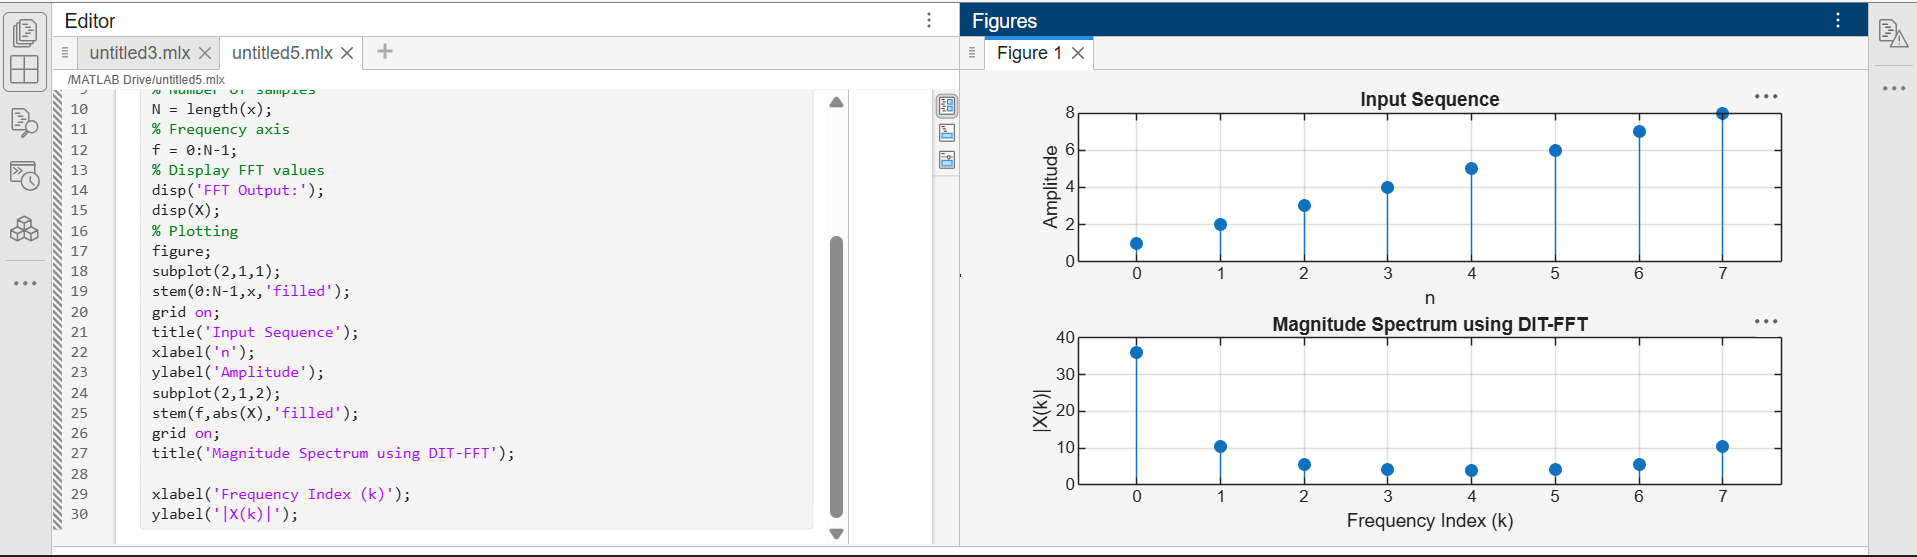 Editor
untitled3.mlx
untitled5.mlx
/MATLAB Drive/untitled5.mlx
9 % Number of samples
10 N = length(x);
11 % Frequency axis
12 f = 0:N-1;
13 % Display FFT values
14 disp('FFT Output:');
15 disp(X);
16 % Plotting
17 figure;
18 subplot(2,1,1);
19 stem(0:N-1,x,'filled');
20 grid on;
21 title('Input Sequence');
22 xlabel('n');
23 ylabel('Amplitude');
24 subplot(2,1,2);
25 stem(f,abs(X),'filled');
26 grid on;
27 title('Magnitude Spectrum using DIT-FFT');
28
29 xlabel('Frequency Index (k)');
30 ylabel('|X(k)|');
Figures
Figure 1
Input Sequence
Amplitude
8
6
4
2
0
0 1 2 3 4 5 6 7
n
Magnitude Spectrum using DIT-FFT
|X(k)|
40
30
20
10
0
0 1 2 3 4 5 6 7
Frequency Index (k)